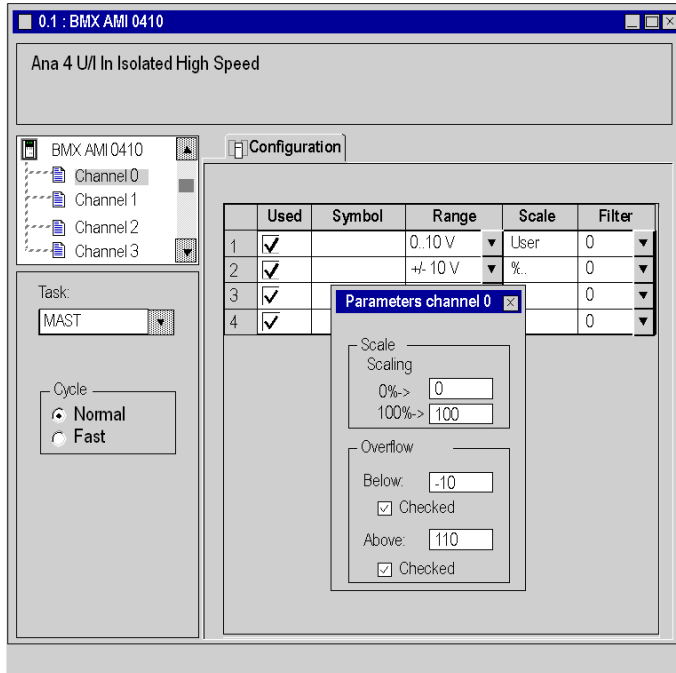 0.1 : BMX AMI 0410
Ana 4 U/I In Isolated High Speed
BMX AMI 0410
Channel 0
Channel 1
Channel 2
Channel 3
Task:
MAST
Cycle
Normal
Fast
Configuration
Used Symbol Range Scale Filter
1 0..10 V User 0
2 +/- 10 V %.. 0
3 0
4 0
Parameters channel 0
Scale
Scaling
0%-> 0
100%-> 100
Overflow
Below: -10
Checked
Above: 110
Checked